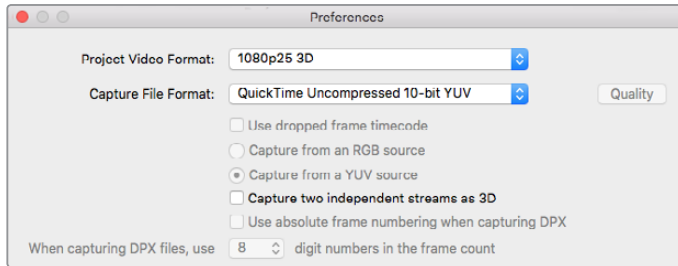 Preferences
Project Video Format: 1080p25 3D
Capture File Format: QuickTime Uncompressed 10-bit YUV Quality
Use dropped frame timecode
Capture from an RGB source
Capture from a YUV source
Capture two independent streams as 3D
Use absolute frame numbering when capturing DPX
When capturing DPX files, use 8 digit numbers in the frame count